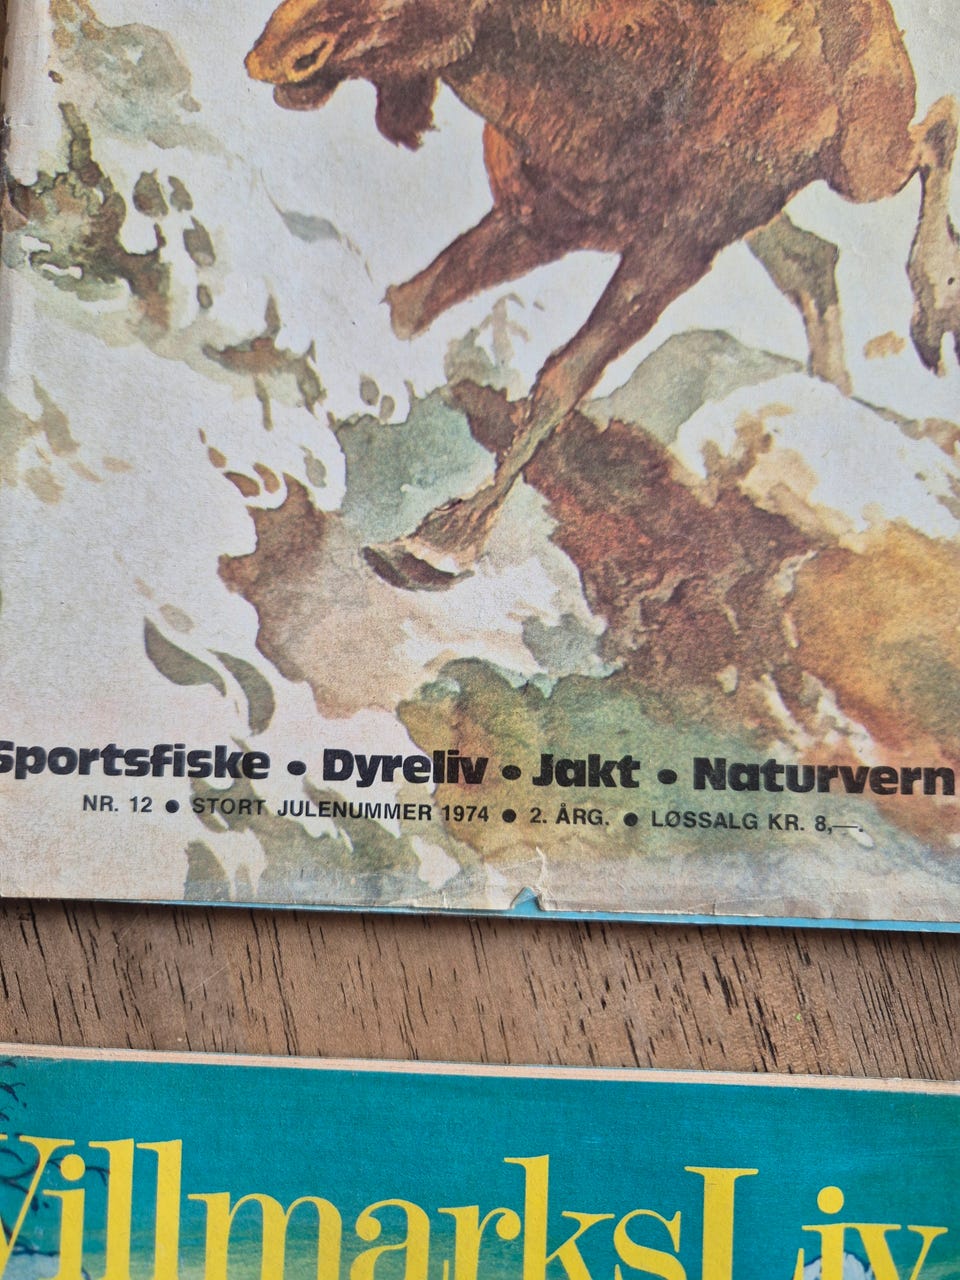 Sportsfiske • Dyreliv • Jakt • Naturvern
NR. 12 ● STORT JULENUMMER 1974 ● 2. ÅRG. ● LØSSALG KR. 8,—.
VillmarksLiv